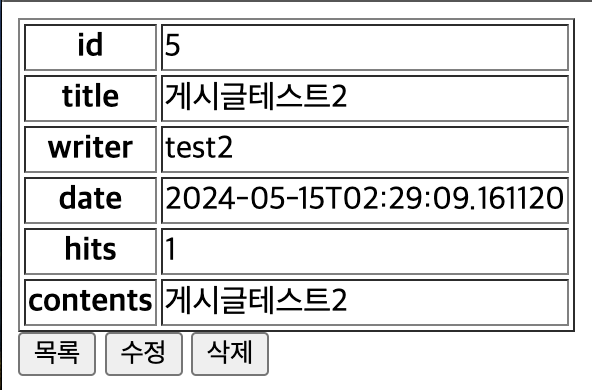 id 5
title 게시글테스트2
writer test2
date 2024-05-15T02:29:09.161120
hits 1
contents 게시글테스트2
목록 수정 삭제